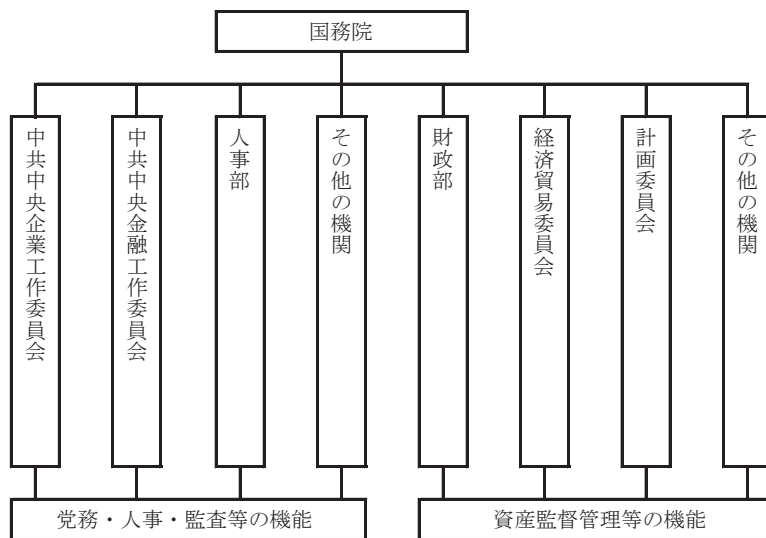 国務院
中共中央企業工作委員会
中共中央金融工作委員会
人事部
その他の機関
財政部
経済貿易委員会
計画委員会
その他の機関
党務・人事・監査等の機能
資産監督管理等の機能